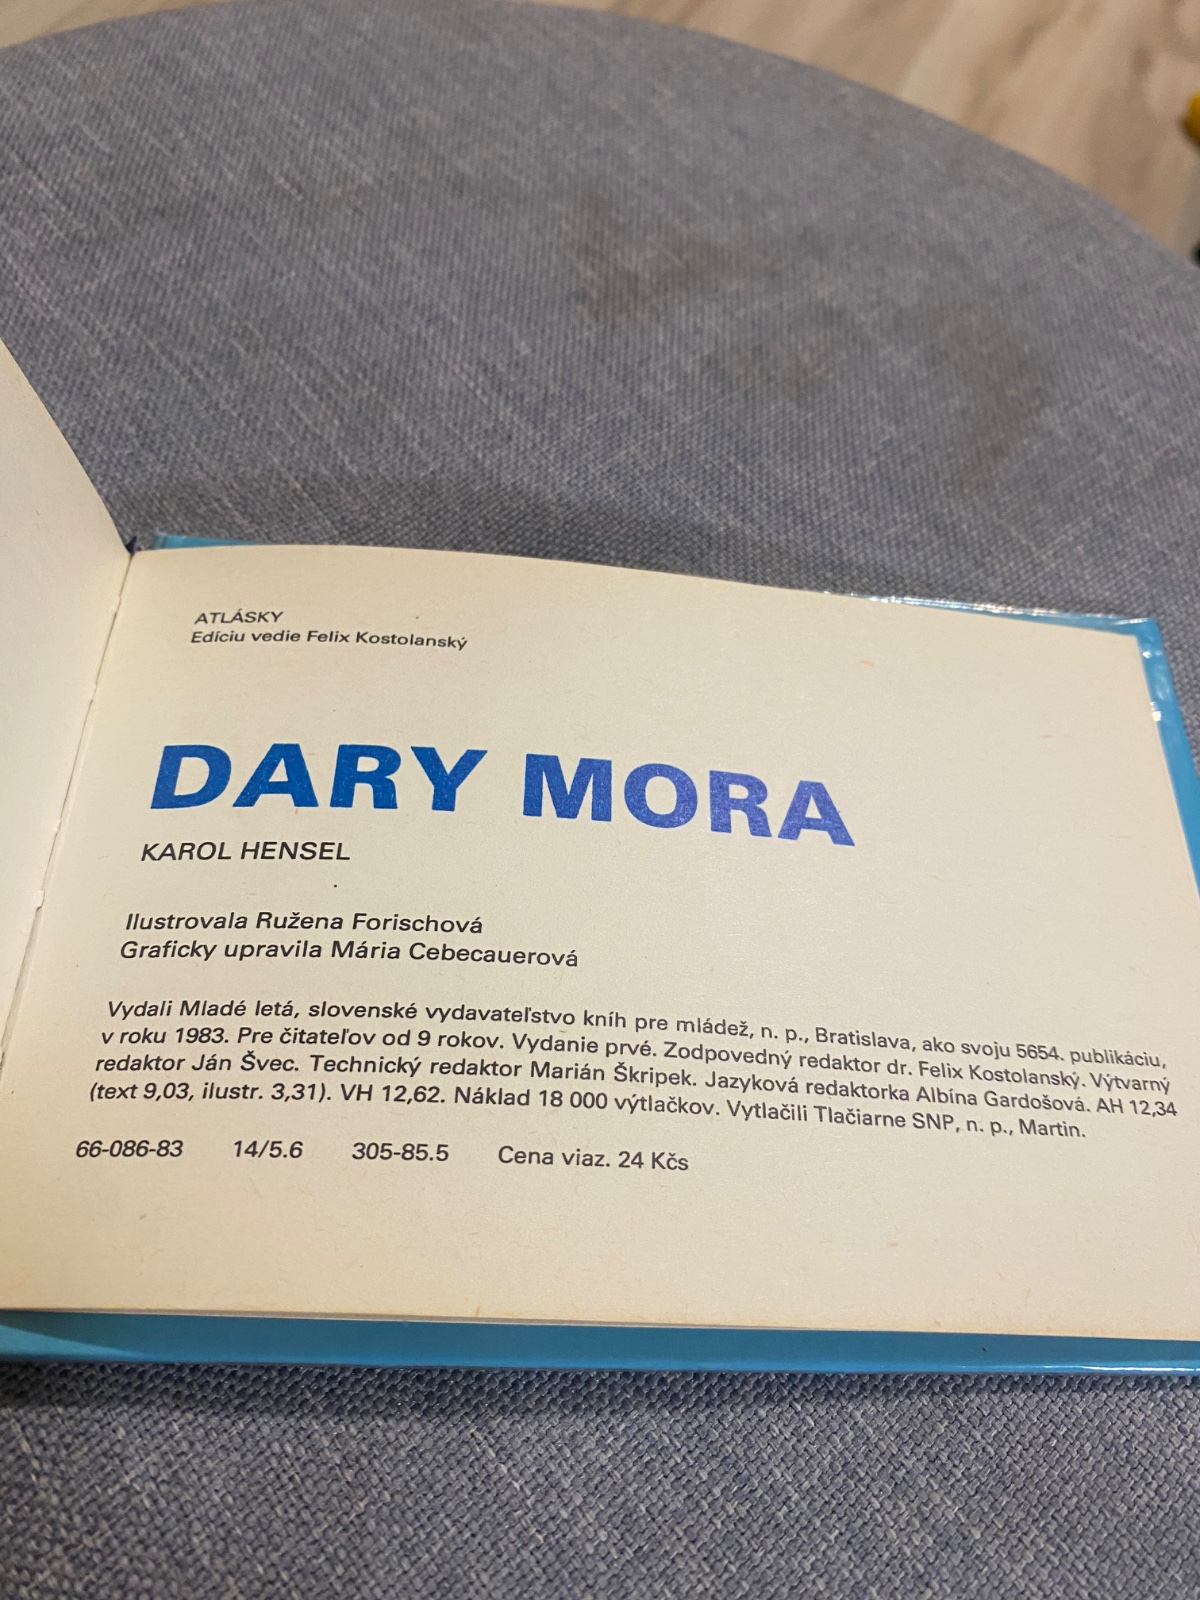 ATLÁSKY
Edíciu vedie Felix Kostolanský
DARY MORA
KAROL HENSEL
Ilustrovala Ružena Forischová
Graficky upravila Mária Cebecauerová
Vydali Mladé letá, slovenské vydavateľstvo kníh pre mládež, n. p., Bratislava, ako svoju 5654. publikáciu,
v roku 1983. Pre čitateľov od 9 rokov. Vydanie prvé. Zodpovedný redaktor dr. Felix Kostolanský. Výtvarný
redaktor Ján Švec. Technický redaktor Marián Škripek. Jazyková redaktorka Albína Gardošová. AH 12,34
(text 9,03, ilustr. 3,31). VH 12,62. Náklad 18 000 výtlačkov. Vytlačili Tlačiarne SNP, n. p., Martin.
66-086-83 14/5.6 305-85.5 Cena viaz. 24 Kčs